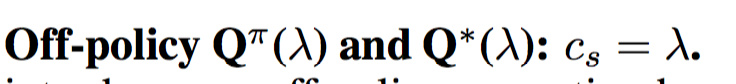 Off-policy Q^π(λ) and Q*(λ): c_s = λ.